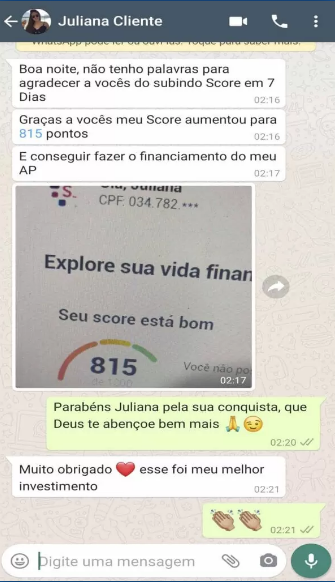 Juliana Cliente
WhatsApp pode ler ou ouvi-las. Toque para saber mais.
Boa noite, não tenho palavras para
agradecer a vocês do subindo Score em 7
Dias
02:16
Graças a vocês meu Score aumentou para
815 pontos
02:16
E conseguir fazer o financiamento do meu
AP
02:17
S.
Olá, Juliana
CPF: 034.782.***
Explore sua vida finan
Seu score está bom
815
de 1000
Você não po
02:17
Parabéns Juliana pela sua conquista, que
Deus te abençoe bem mais 🙏😉
02:20
Muito obrigado ❤️ esse foi meu melhor
investimento
02:21
👏👏
02:21
Digite uma mensagem